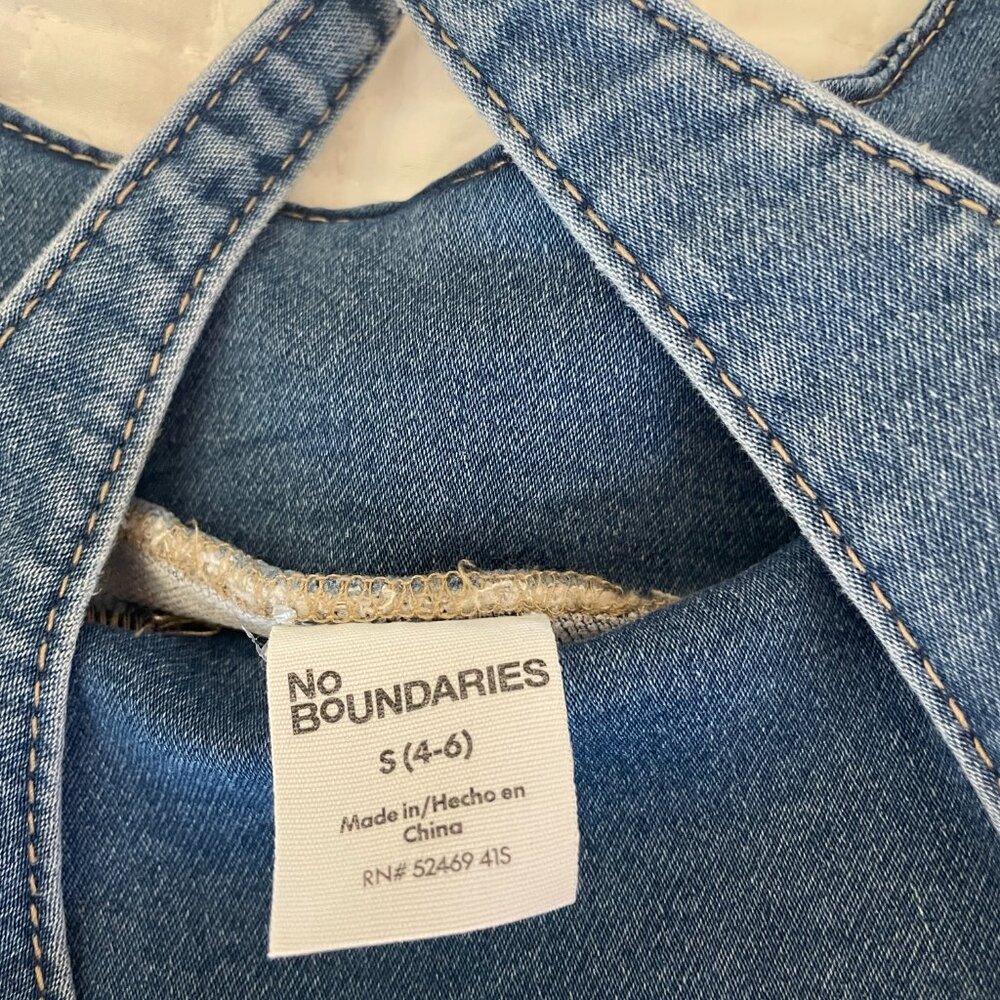 No
BoUNDARIES
S (4-6)
Made in/Hecho en
China
RN# 52469 41S